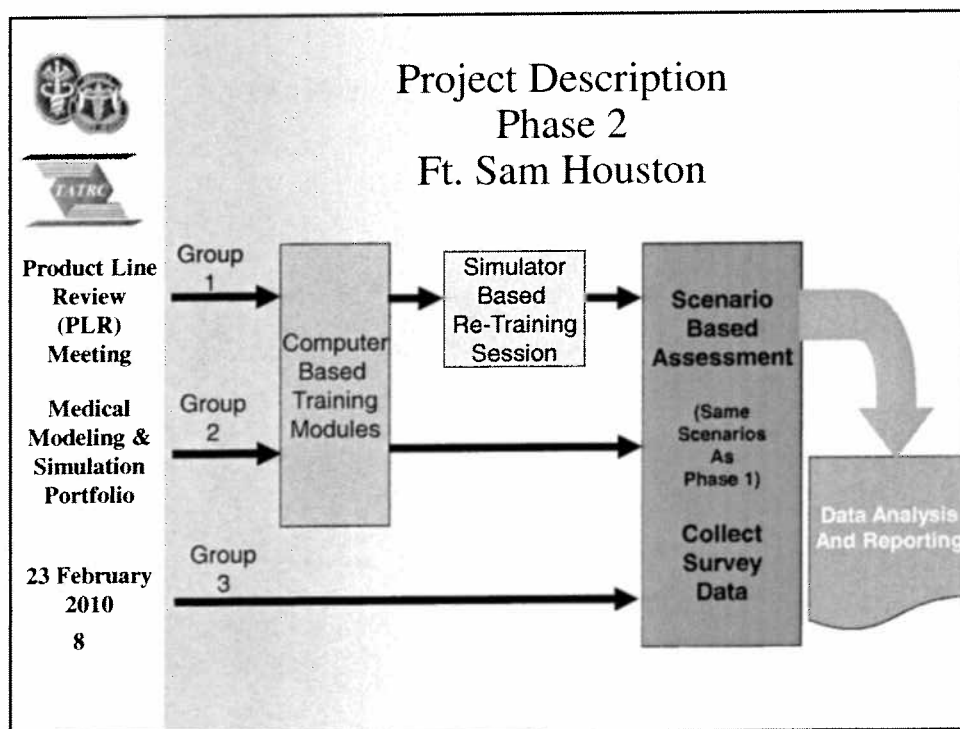 Project Description
Phase 2
Ft. Sam Houston
TATRC
Product Line
Review
(PLR)
Meeting
Medical
Modeling &
Simulation
Portfolio
23 February
2010
8
Group
1
Group
2
Group
3
Computer
Based
Training
Modules
Simulator
Based
Re-Training
Session
Scenario
Based
Assessment
(Same
Scenarios
As
Phase 1)
Collect
Survey
Data
Data Analysis
And Reporting